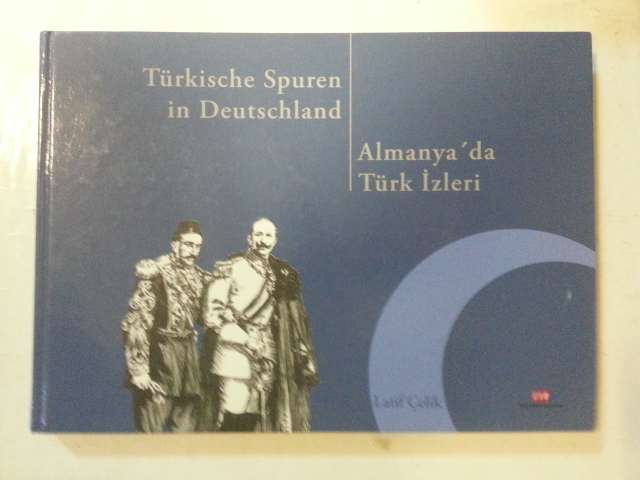 Türkische Spuren
in Deutschland
Almanya´da
Türk İzleri
Latif Çelik